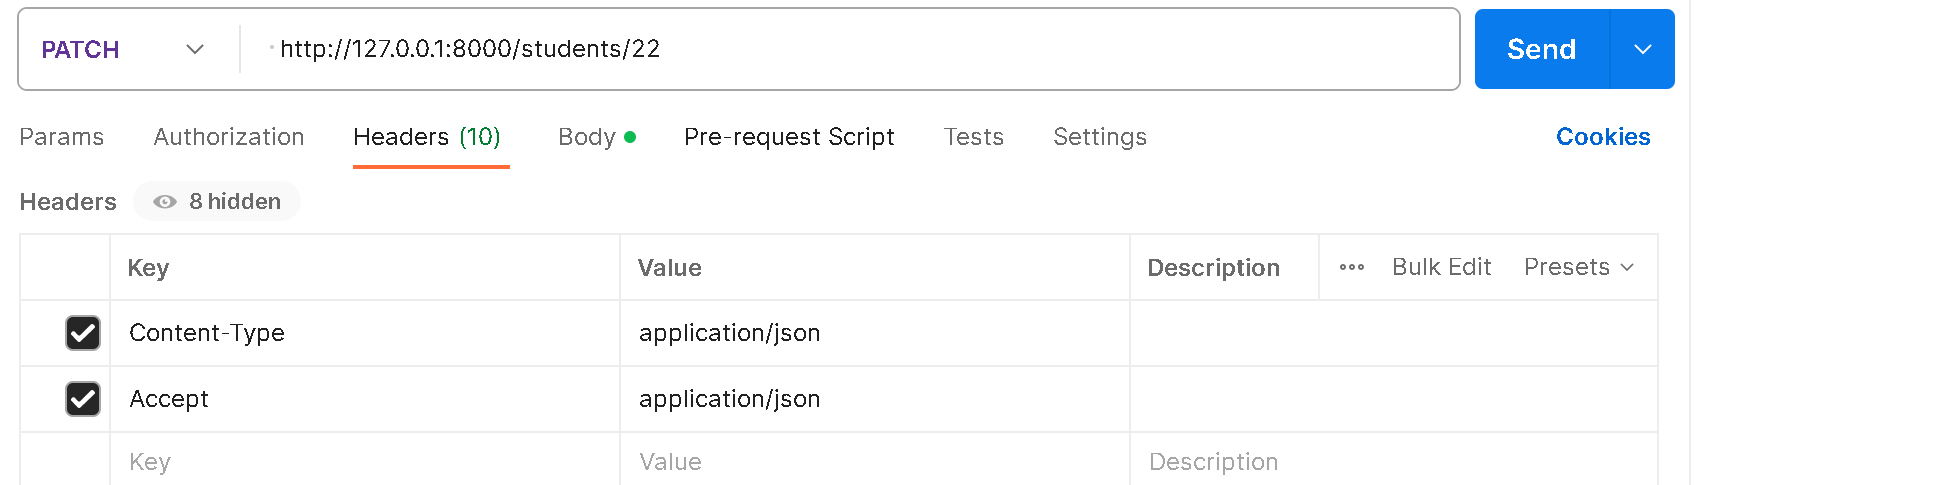 PATCH http://127.0.0.1:8000/students/22 Send
Params Authorization Headers (10) Body Pre-request Script Tests Settings Cookies
Headers 8 hidden
Key Value Description Bulk Edit Presets
Content-Type application/json
Accept application/json
Key Value Description